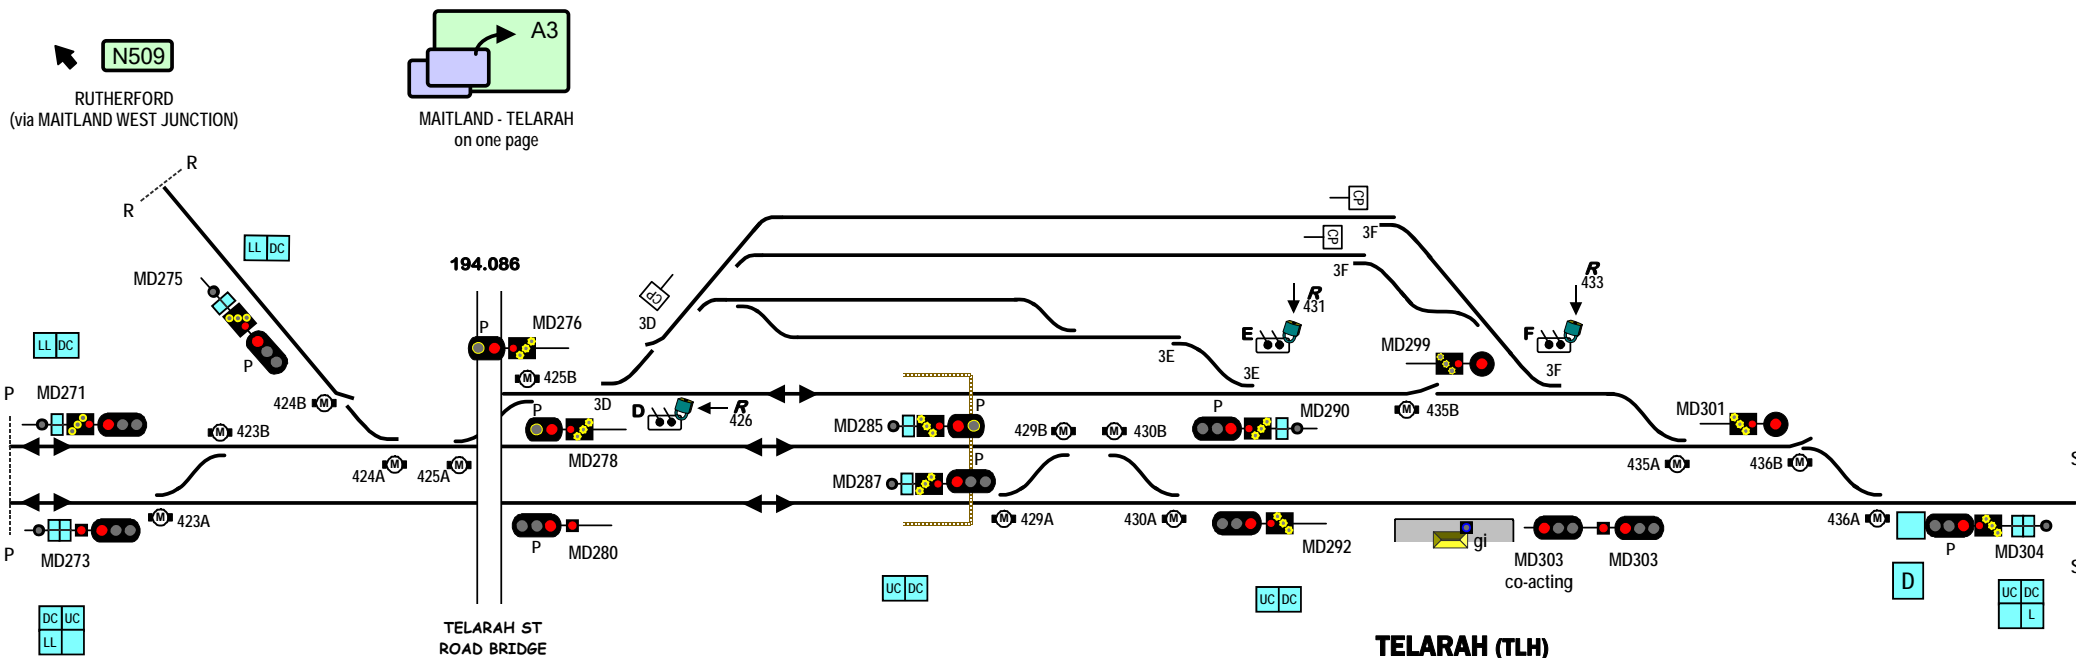 N509
RUTHERFORD
(via MAITLAND WEST JUNCTION)
A3
MAITLAND - TELARAH
on one page
R
R
LL DC
MD275
P
194.086
P
MD276
425B
3D
CP
CP
CP
3F
3F
R
431
R
433
E
F
3E
3E
3F
MD299
LL DC
P
MD271
423B
424B
424A
425A
P
3D
D
R
426
MD278
MD285
P
429B
430B
P
MD290
435B
MD301
435A
436B
S
P
MD273
423A
P
MD280
MD287
P
429A
430A
MD292
gi
MD303
co-acting
MD303
436A
P
MD304
S
DC UC
LL
UC DC
UC DC
D
UC DC
L
TELARAH ST
ROAD BRIDGE
TELARAH (TLH)
M
M
M
M
M
M
M
M
M
M
M
M
M
M